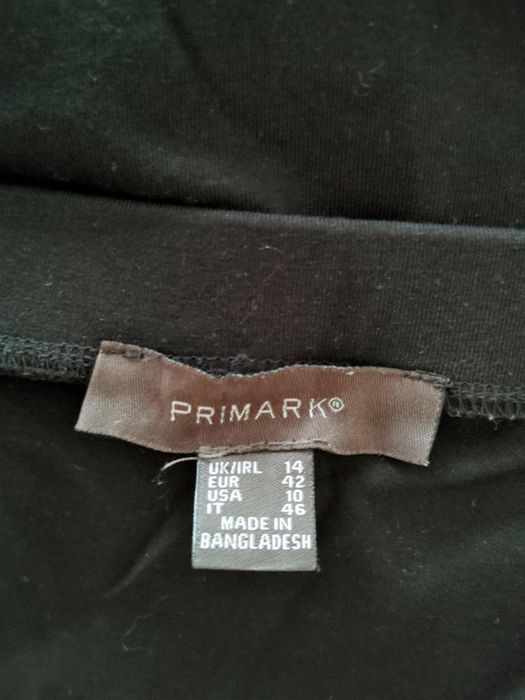 PRIMARK®
UK/IRL 14
EUR 42
USA 10
IT 46
MADE IN
BANGLADESH